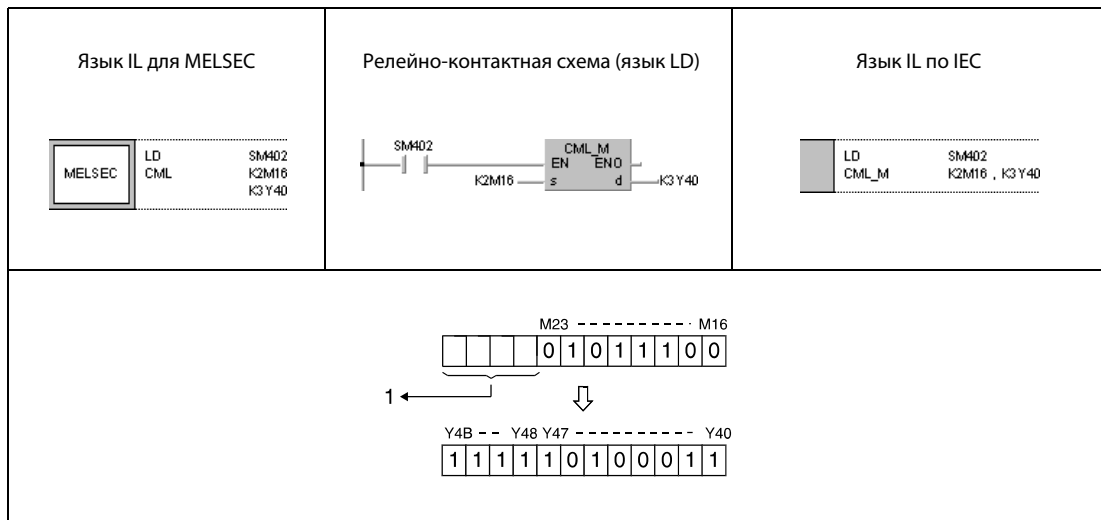 Язык IL для MELSEC
Релейно-контактная схема (язык LD)
Язык IL по IEC
MELSEC
LD SM402
CML K2M16
K3Y40
SM402
CML_M
EN ENO
K2M16 s d K3Y40
LD SM402
CML_M K2M16 , K3Y40
M23 M16
0 1 0 1 1 1 0 0
1
Y4B Y48 Y47 Y40
1 1 1 1 1 0 1 0 0 0 1 1